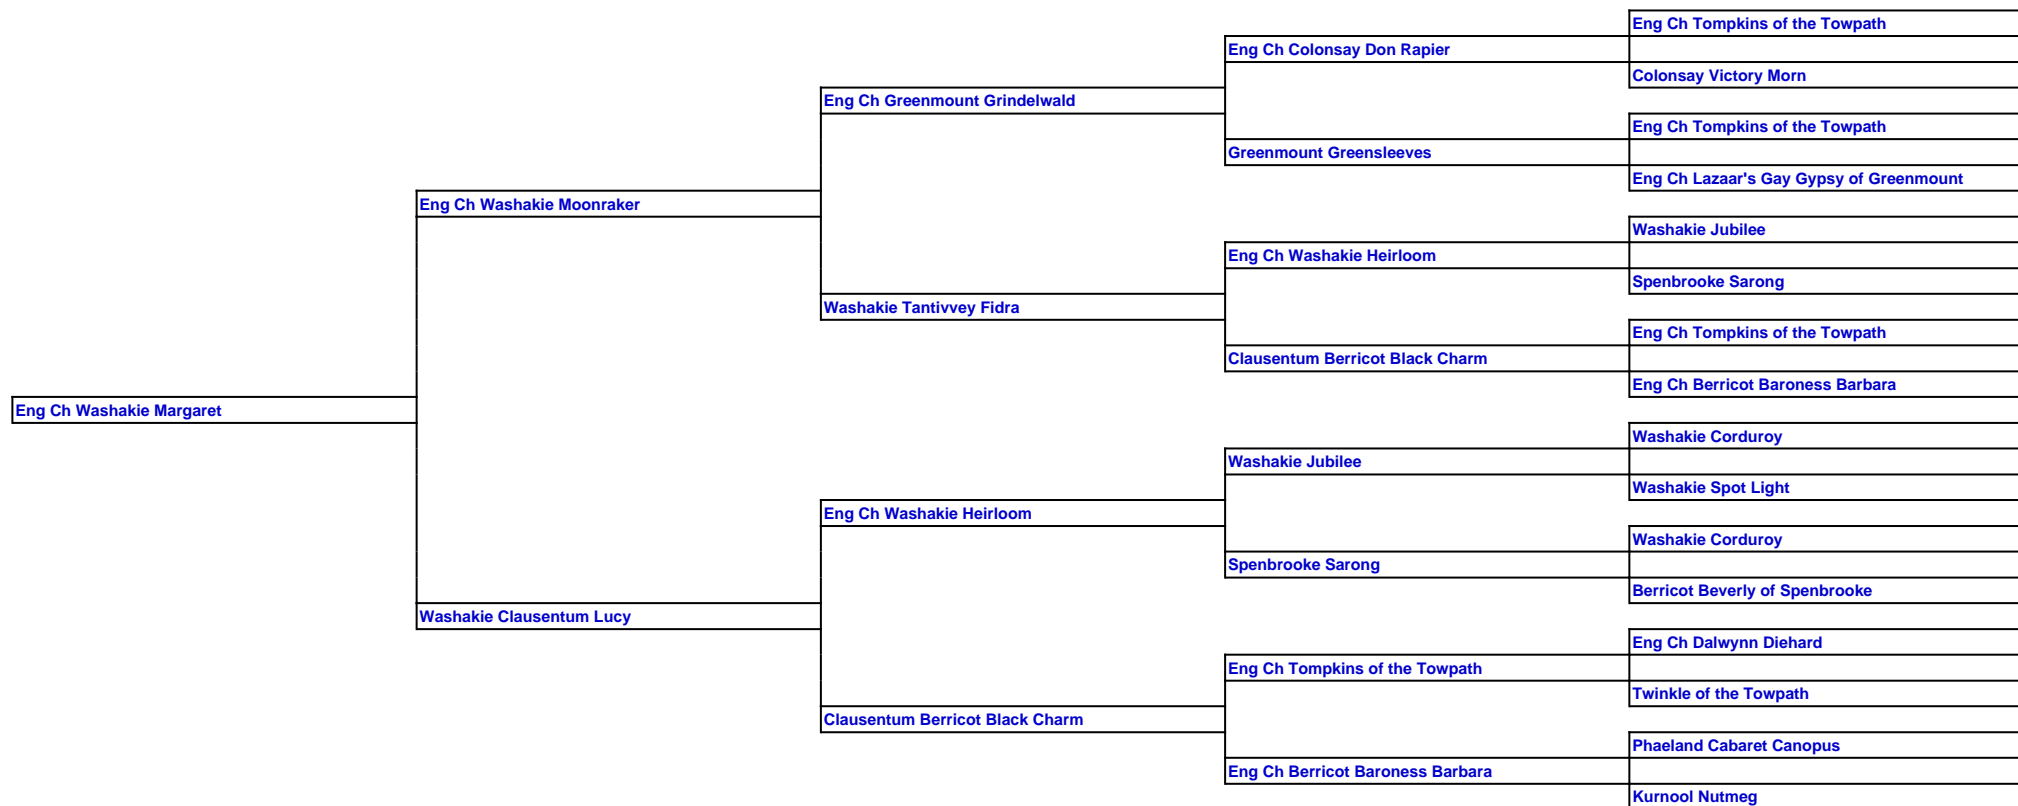 Eng Ch Tompkins of the Towpath
Eng Ch Colonsay Don Rapier
Colonsay Victory Morn
Eng Ch Greenmount Grindelwald
Eng Ch Tompkins of the Towpath
Greenmount Greensleeves
Eng Ch Lazaar's Gay Gypsy of Greenmount
Eng Ch Washakie Moonraker
Washakie Jubilee
Eng Ch Washakie Heirloom
Spenbrooke Sarong
Washakie Tantivvey Fidra
Eng Ch Tompkins of the Towpath
Clausentum Berricot Black Charm
Eng Ch Berricot Baroness Barbara
Eng Ch Washakie Margaret
Washakie Corduroy
Washakie Jubilee
Washakie Spot Light
Eng Ch Washakie Heirloom
Washakie Corduroy
Spenbrooke Sarong
Berricot Beverly of Spenbrooke
Washakie Clausentum Lucy
Eng Ch Dalwynn Diehard
Eng Ch Tompkins of the Towpath
Twinkle of the Towpath
Clausentum Berricot Black Charm
Phaeland Cabaret Canopus
Eng Ch Berricot Baroness Barbara
Kurnool Nutmeg